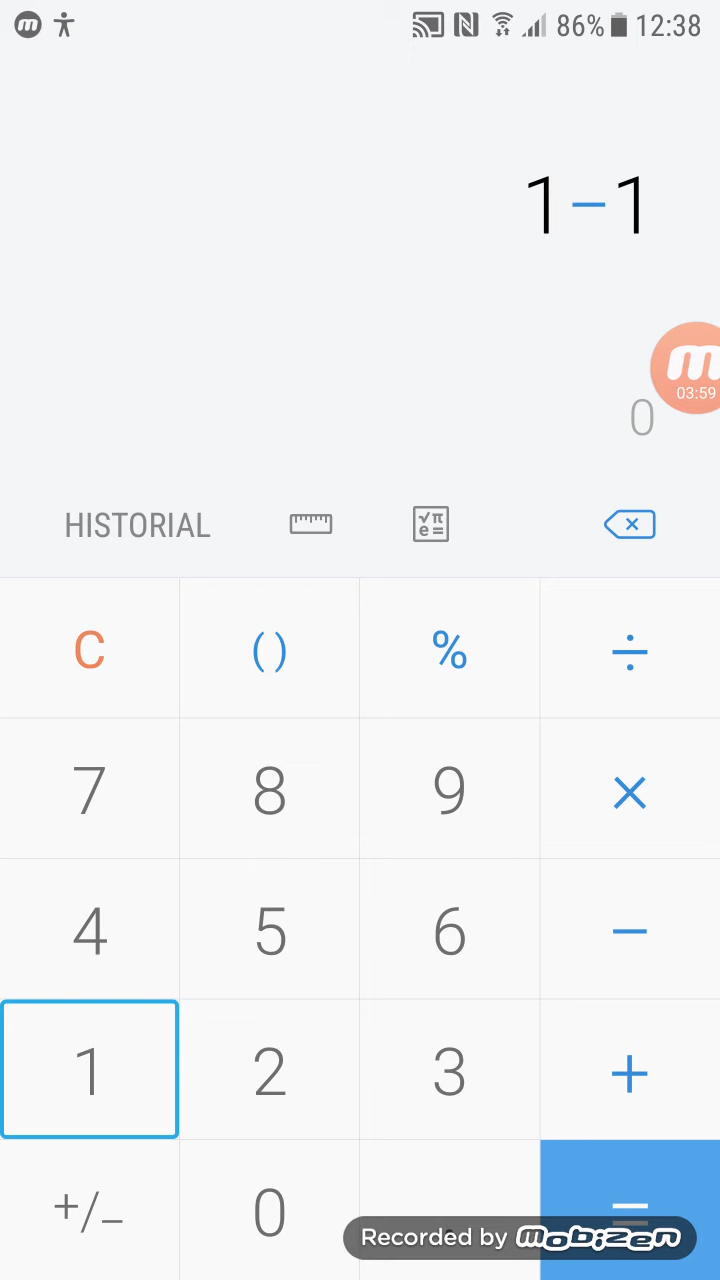 86% 12:38
1−1
03:59
0
HISTORIAL
√π
e=
C ( ) % ÷
7 8 9 ×
4 5 6 −
1 2 3 +
+/− 0 =
Recorded by mobizen